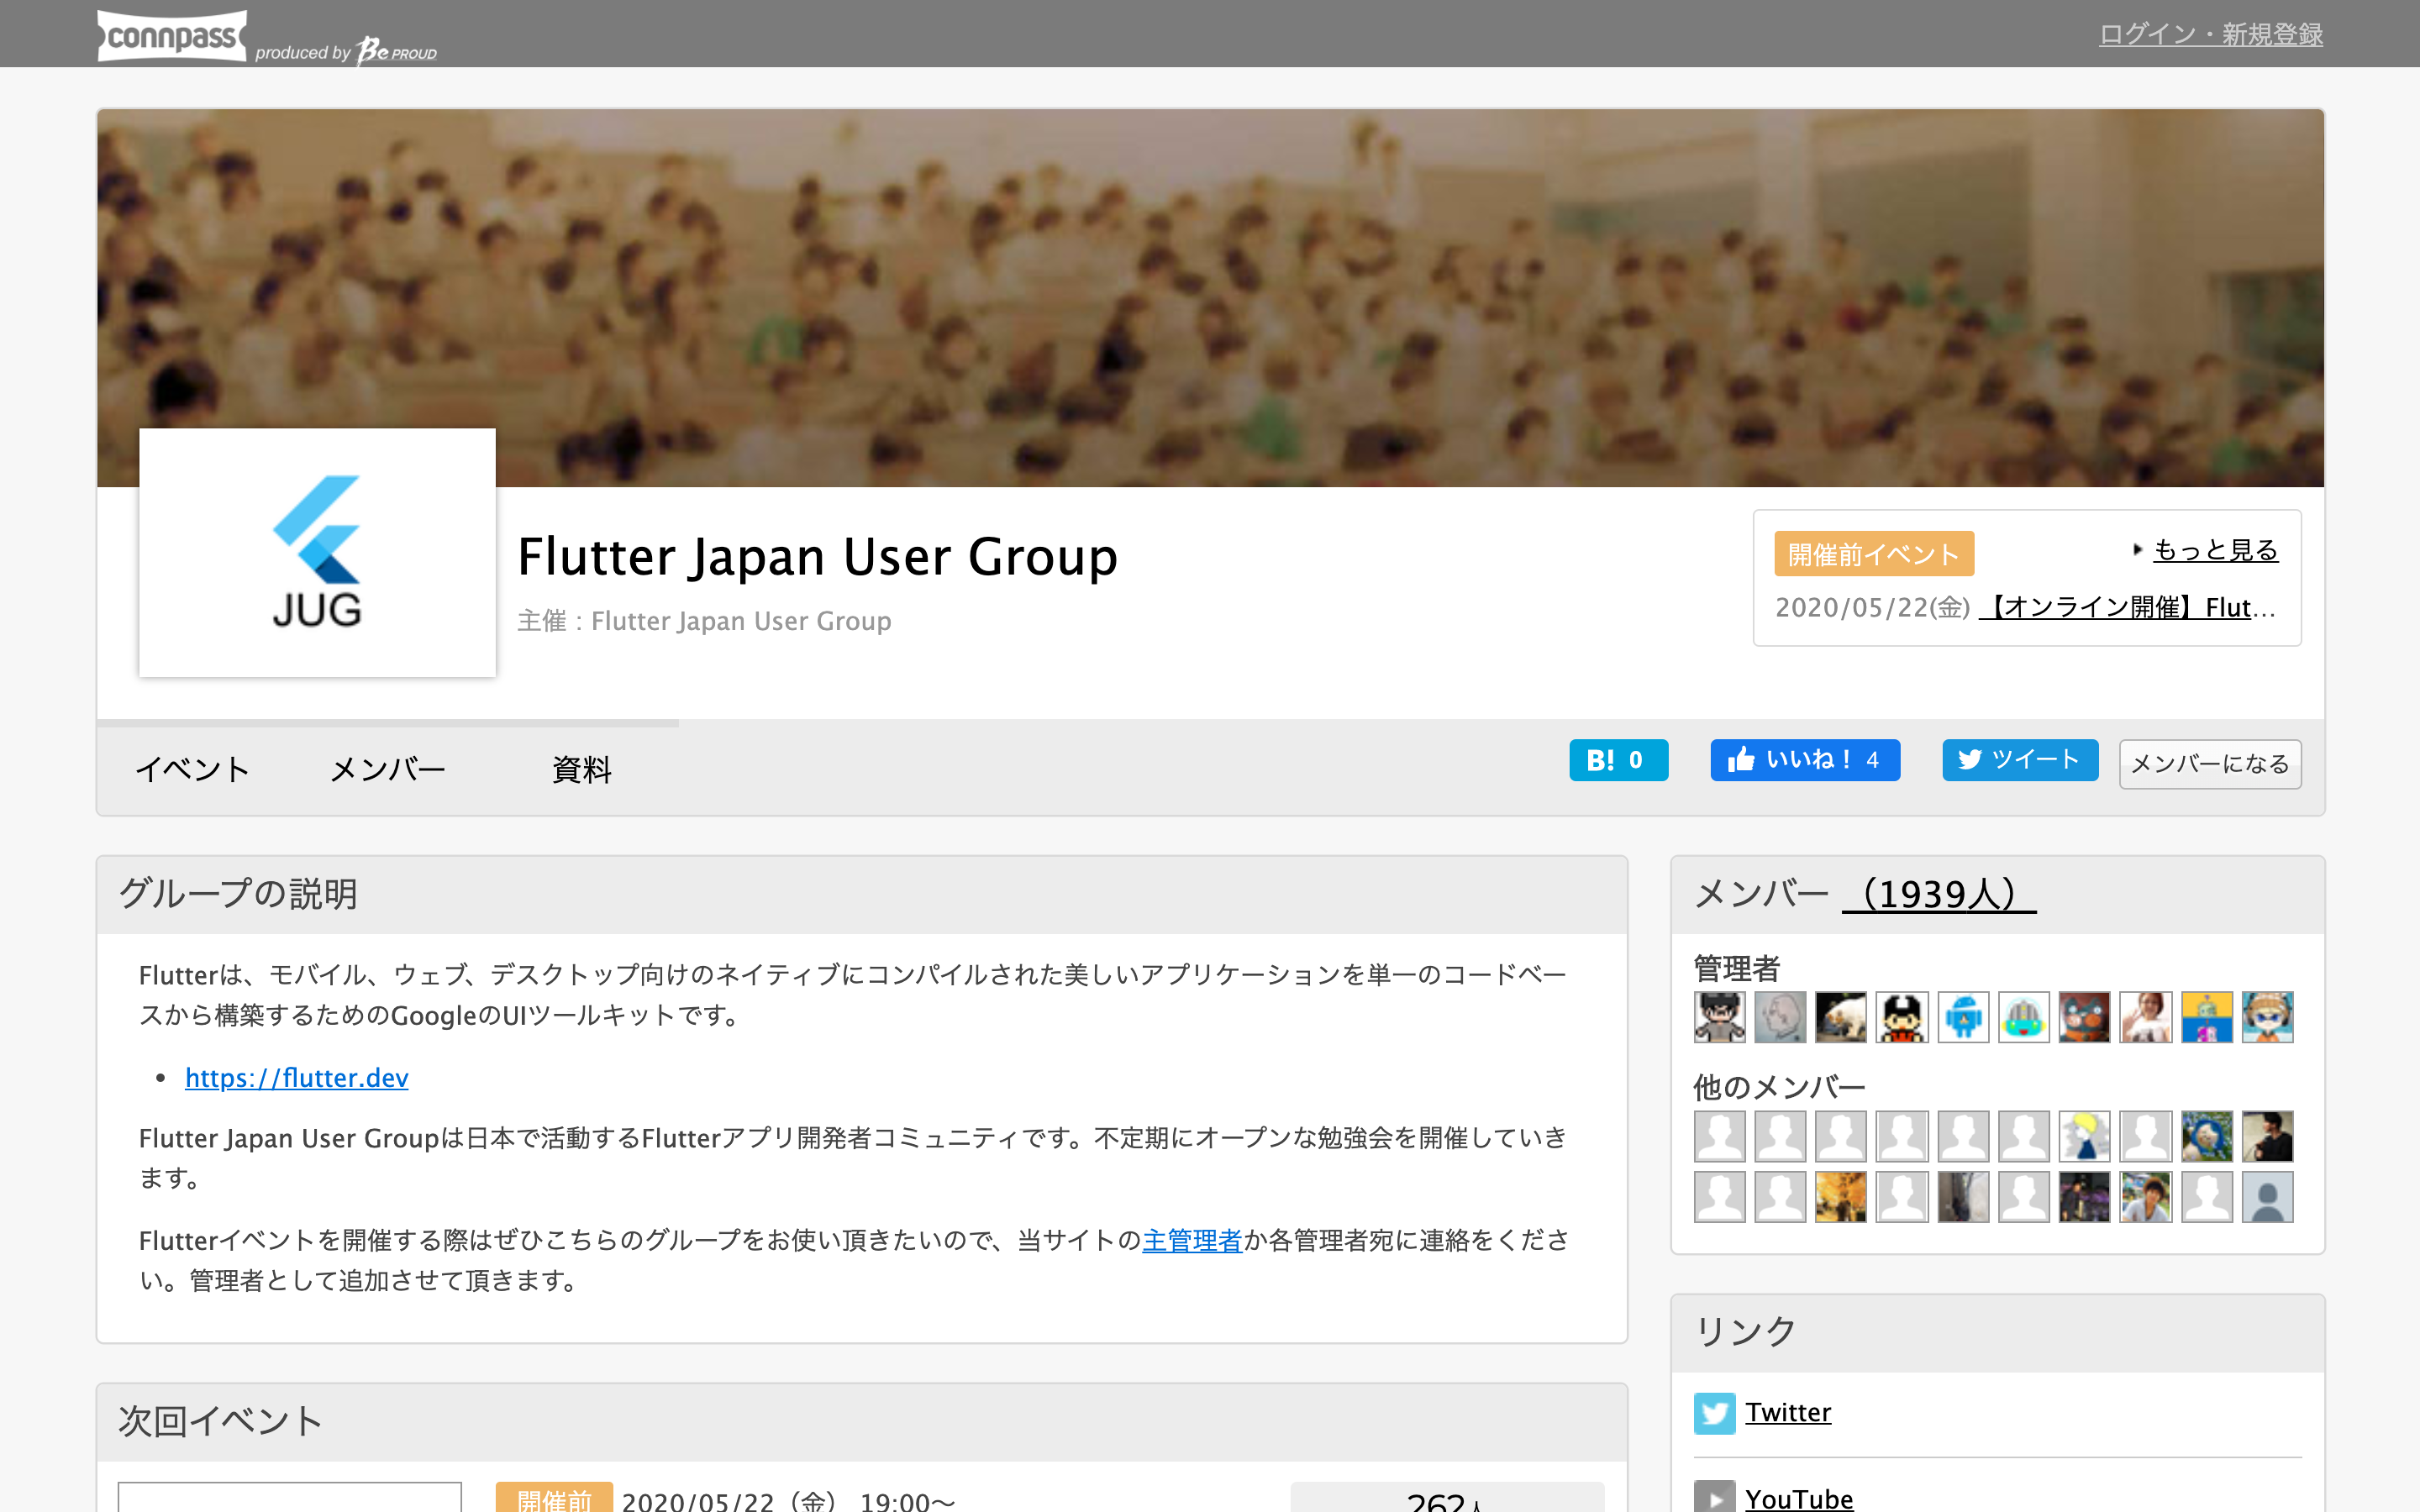 connpass produced by Be PROUD
ログイン・新規登録
JUG
Flutter Japan User Group
主催：Flutter Japan User Group
開催前イベント
もっと見る
2020/05/22(金) 【オンライン開催】Flut...
イベント
メンバー
資料
B! 0
いいね！ 4
ツイート
メンバーになる
グループの説明
Flutterは、モバイル、ウェブ、デスクトップ向けのネイティブにコンパイルされた美しいアプリケーションを単一のコードベー
スから構築するためのGoogleのUIツールキットです。
• https://flutter.dev
Flutter Japan User Groupは日本で活動するFlutterアプリ開発者コミュニティです。不定期にオープンな勉強会を開催していき
ます。
Flutterイベントを開催する際はぜひこちらのグループをお使い頂きたいので、当サイトの主管理者か各管理者宛に連絡をくださ
い。管理者として追加させて頂きます。
次回イベント
開催前 2020/05/22（金） 19:00〜
262人
メンバー （1939人）
管理者
他のメンバー
リンク
Twitter
YouTube